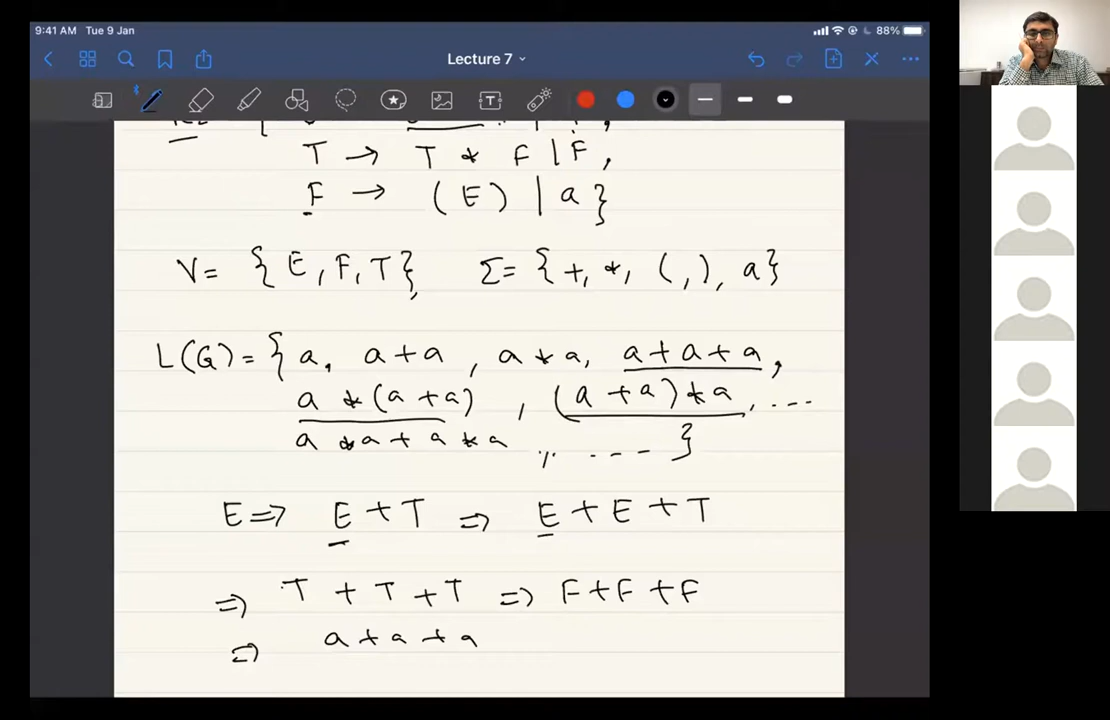 9:41 AM Tue 9 Jan
88%
Lecture 7
T → T * F | F,
F → (E) | a}
V = {E, F, T}, Σ = {+, *, (, ), a}
L(G) = {a, a + a, a * a, a + a + a,
a * (a + a), (a + a) * a, ...
a * a + a * a, .... }
E ⇒ E + T ⇒ E + E + T
⇒ T + T + T ⇒ F + F + F
⇒ a + a + a